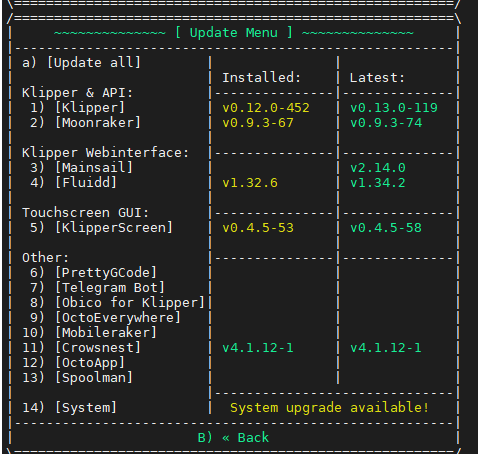 \=======================================================/
/=======================================================\
|     ~~~~~~~~~~~~~~ [ Update Menu ] ~~~~~~~~~~~~~~     |
|-------------------------------------------------------|
| a) [Update all]        |               |              |
|                        | Installed:    | Latest:      |
| Klipper & API:         |---------------|--------------|
|  1) [Klipper]          | v0.12.0-452   | v0.13.0-119  |
|  2) [Moonraker]        | v0.9.3-67     | v0.9.3-74    |
|                        |               |              |
| Klipper Webinterface:  |---------------|--------------|
|  3) [Mainsail]         |               | v2.14.0      |
|  4) [Fluidd]           | v1.32.6       | v1.34.2      |
|                        |               |              |
| Touchscreen GUI:       |---------------|--------------|
|  5) [KlipperScreen]    | v0.4.5-53     | v0.4.5-58    |
|                        |               |              |
| Other:                 |---------------|--------------|
|  6) [PrettyGCode]      |               |              |
|  7) [Telegram Bot]     |               |              |
|  8) [Obico for Klipper]|               |              |
|  9) [OctoEverywhere]   |               |              |
| 10) [Mobileraker]      |               |              |
| 11) [Crowsnest]        | v4.1.12-1     | v4.1.12-1    |
| 12) [OctoApp]          |               |              |
| 13) [Spoolman]         |               |              |
|                        |------------------------------|
| 14) [System]           |  System upgrade available!   |
|-------------------------------------------------------|
|                       B) « Back                       |
\=======================================================/